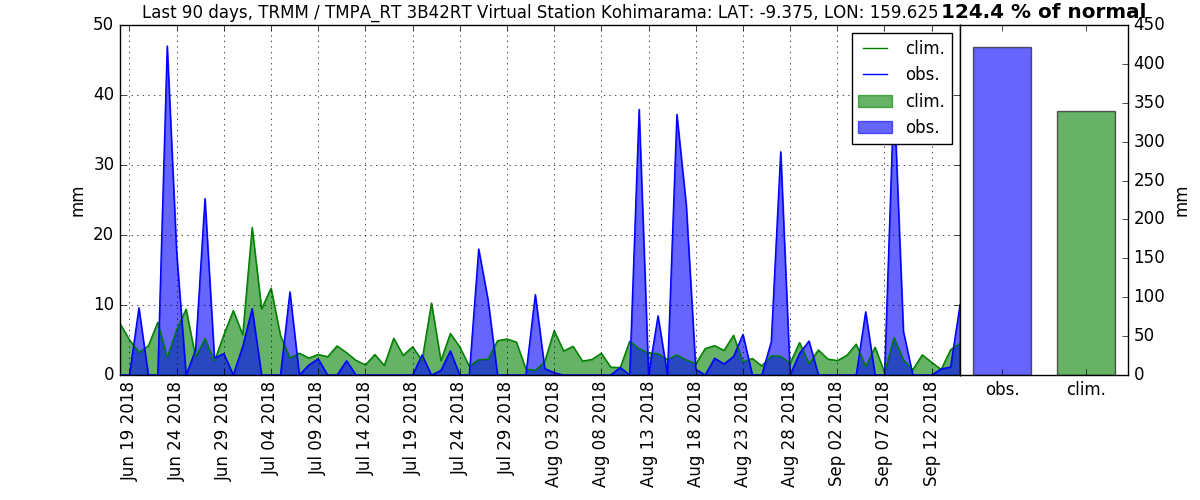 Last 90 days, TRMM / TMPA_RT 3B42RT Virtual Station Kohimarama: LAT: -9.375, LON: 159.625 124.4 % of normal
50
40
30
20
10
0
mm
clim.
obs.
clim.
obs.
450
400
350
300
250
200
150
100
50
0
mm
Jun 19 2018
Jun 24 2018
Jun 29 2018
Jul 04 2018
Jul 09 2018
Jul 14 2018
Jul 19 2018
Jul 24 2018
Jul 29 2018
Aug 03 2018
Aug 08 2018
Aug 13 2018
Aug 18 2018
Aug 23 2018
Aug 28 2018
Sep 02 2018
Sep 07 2018
Sep 12 2018
obs.
clim.